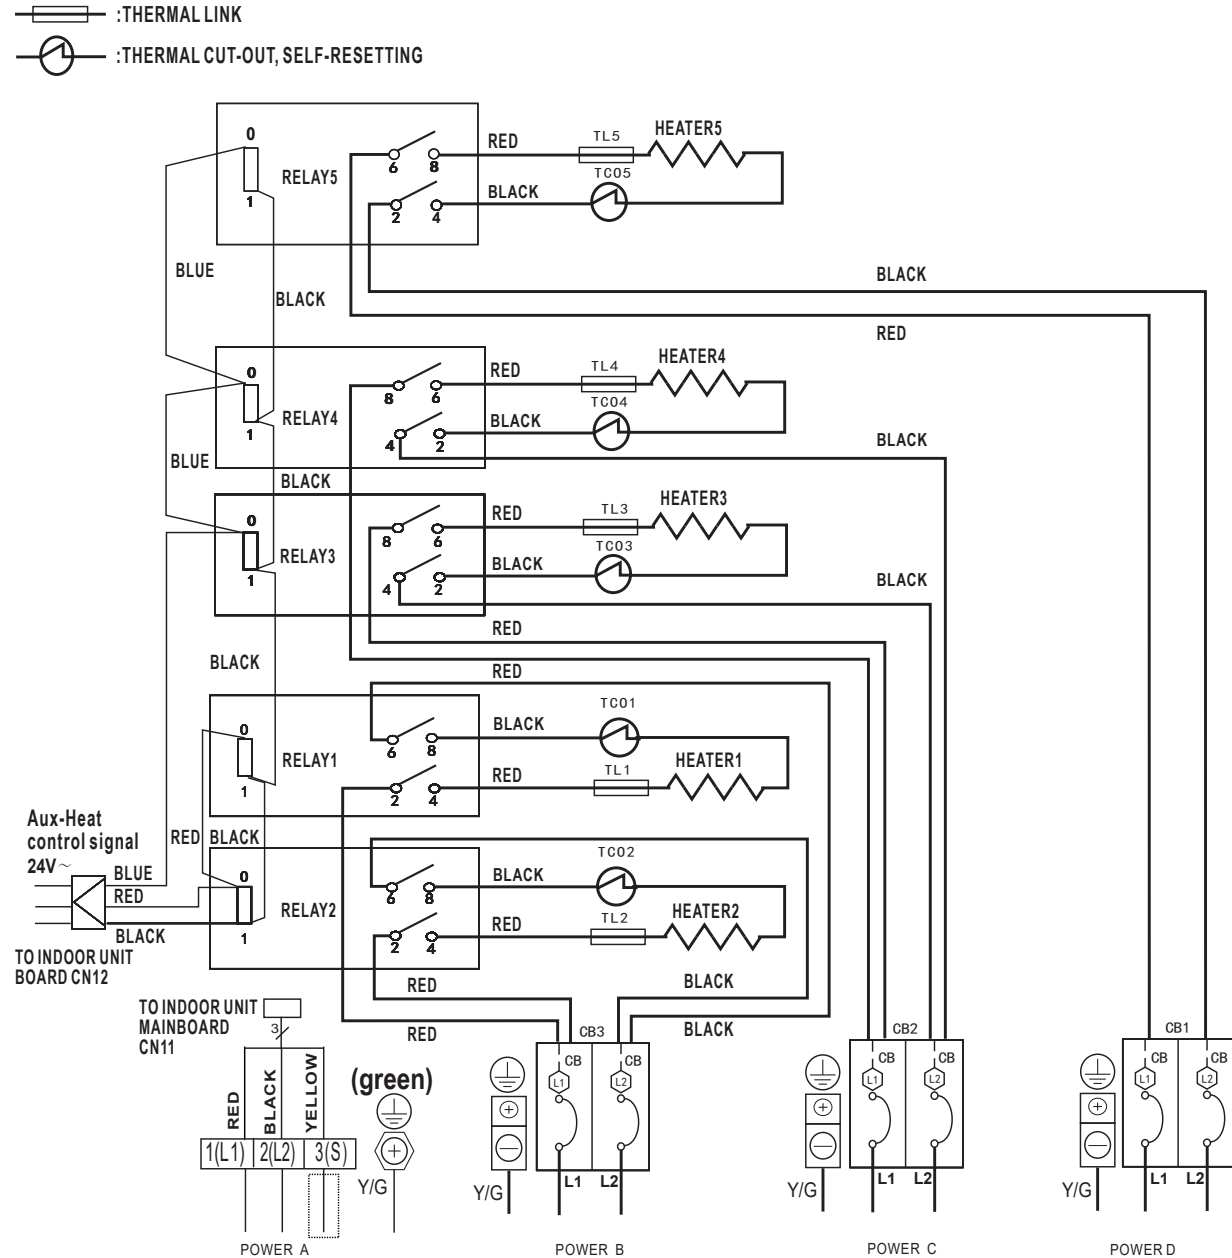 :THERMAL LINK
:THERMAL CUT-OUT, SELF-RESETTING
0
1
RELAY5
6
8
2
4
RED
TL5
HEATER5
BLACK
TCO5
BLUE
BLACK
BLACK
RED
0
1
RELAY4
8
6
4
2
RED
TL4
HEATER4
BLACK
TCO4
BLACK
BLUE
BLACK
0
1
RELAY3
8
6
4
2
RED
TL3
HEATER3
BLACK
TCO3
BLACK
RED
BLACK
RED
0
1
RELAY1
6
8
2
4
BLACK
TCO1
RED
TL1
HEATER1
Aux-Heat
control signal
24V～
RED
BLACK
BLUE
RED
BLACK
TO INDOOR UNIT
BOARD CN12
0
1
RELAY2
6
8
2
4
BLACK
TCO2
RED
TL2
HEATER2
RED
BLACK
RED
BLACK
TO INDOOR UNIT
MAINBOARD
CN11
3
RED
BLACK
YELLOW
(green)
1(L1)
2(L2)
3(S)
Y/G
POWER A
CB3
CB
CB
L1
L2
Y/G
L1
L2
POWER B
CB2
CB
CB
L1
L2
Y/G
L1
L2
POWER C
CB1
CB
CB
L1
L2
Y/G
L1
L2
POWER D